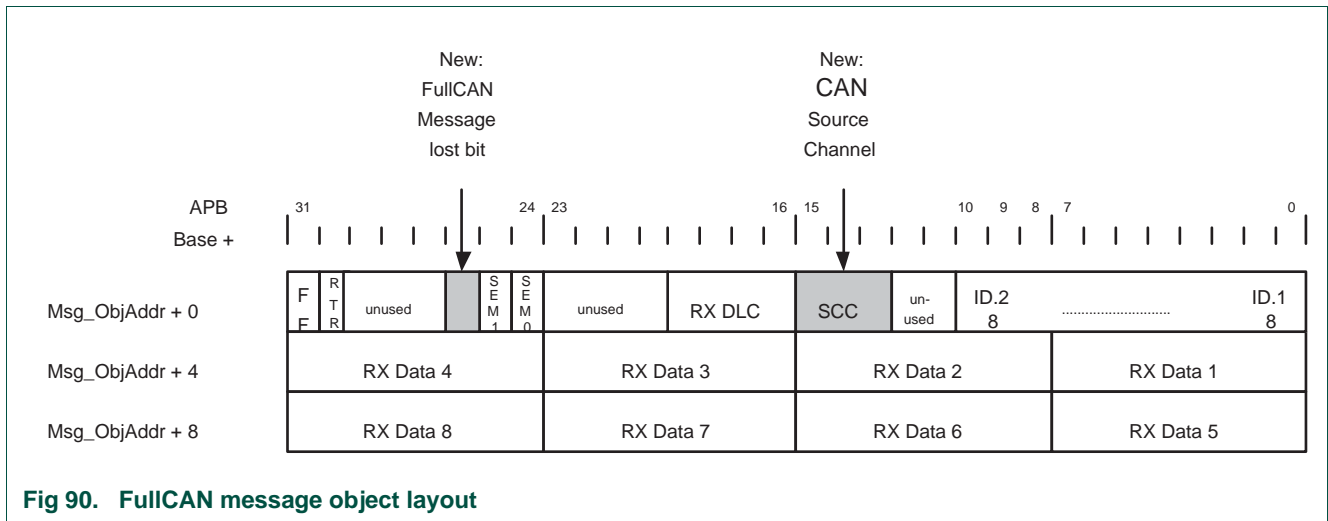 New:
FullCAN
Message
lost bit
New:
CAN
Source
Channel
APB
Base +
31 24 23 16 15 10 9 8 7 0
Msg_ObjAddr + 0
F
F
R
T
R
unused
S
E
M
1
S
E
M
0
unused
RX DLC
SCC
un-
used
ID.2
8
............................
ID.1
8
Msg_ObjAddr + 4
RX Data 4 RX Data 3 RX Data 2 RX Data 1
Msg_ObjAddr + 8
RX Data 8 RX Data 7 RX Data 6 RX Data 5
Fig 90. FullCAN message object layout